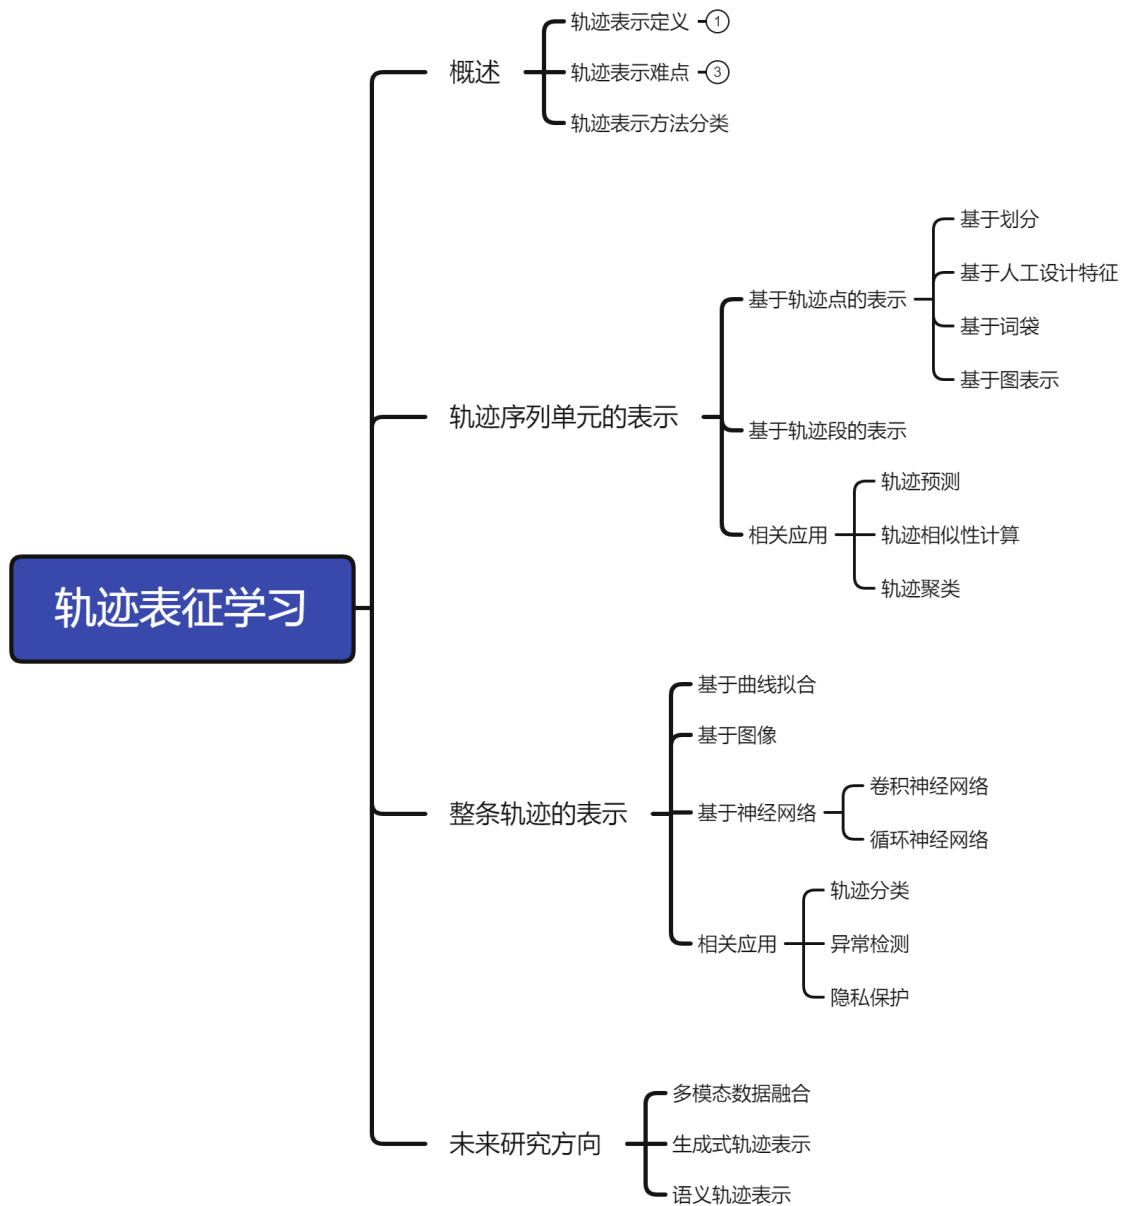 轨迹表征学习
概述
轨迹表示定义
1
轨迹表示难点
3
轨迹表示方法分类
轨迹序列单元的表示
基于轨迹点的表示
基于划分
基于人工设计特征
基于词袋
基于图表示
基于轨迹段的表示
相关应用
轨迹预测
轨迹相似性计算
轨迹聚类
整条轨迹的表示
基于曲线拟合
基于图像
基于神经网络
卷积神经网络
循环神经网络
相关应用
轨迹分类
异常检测
隐私保护
未来研究方向
多模态数据融合
生成式轨迹表示
语义轨迹表示